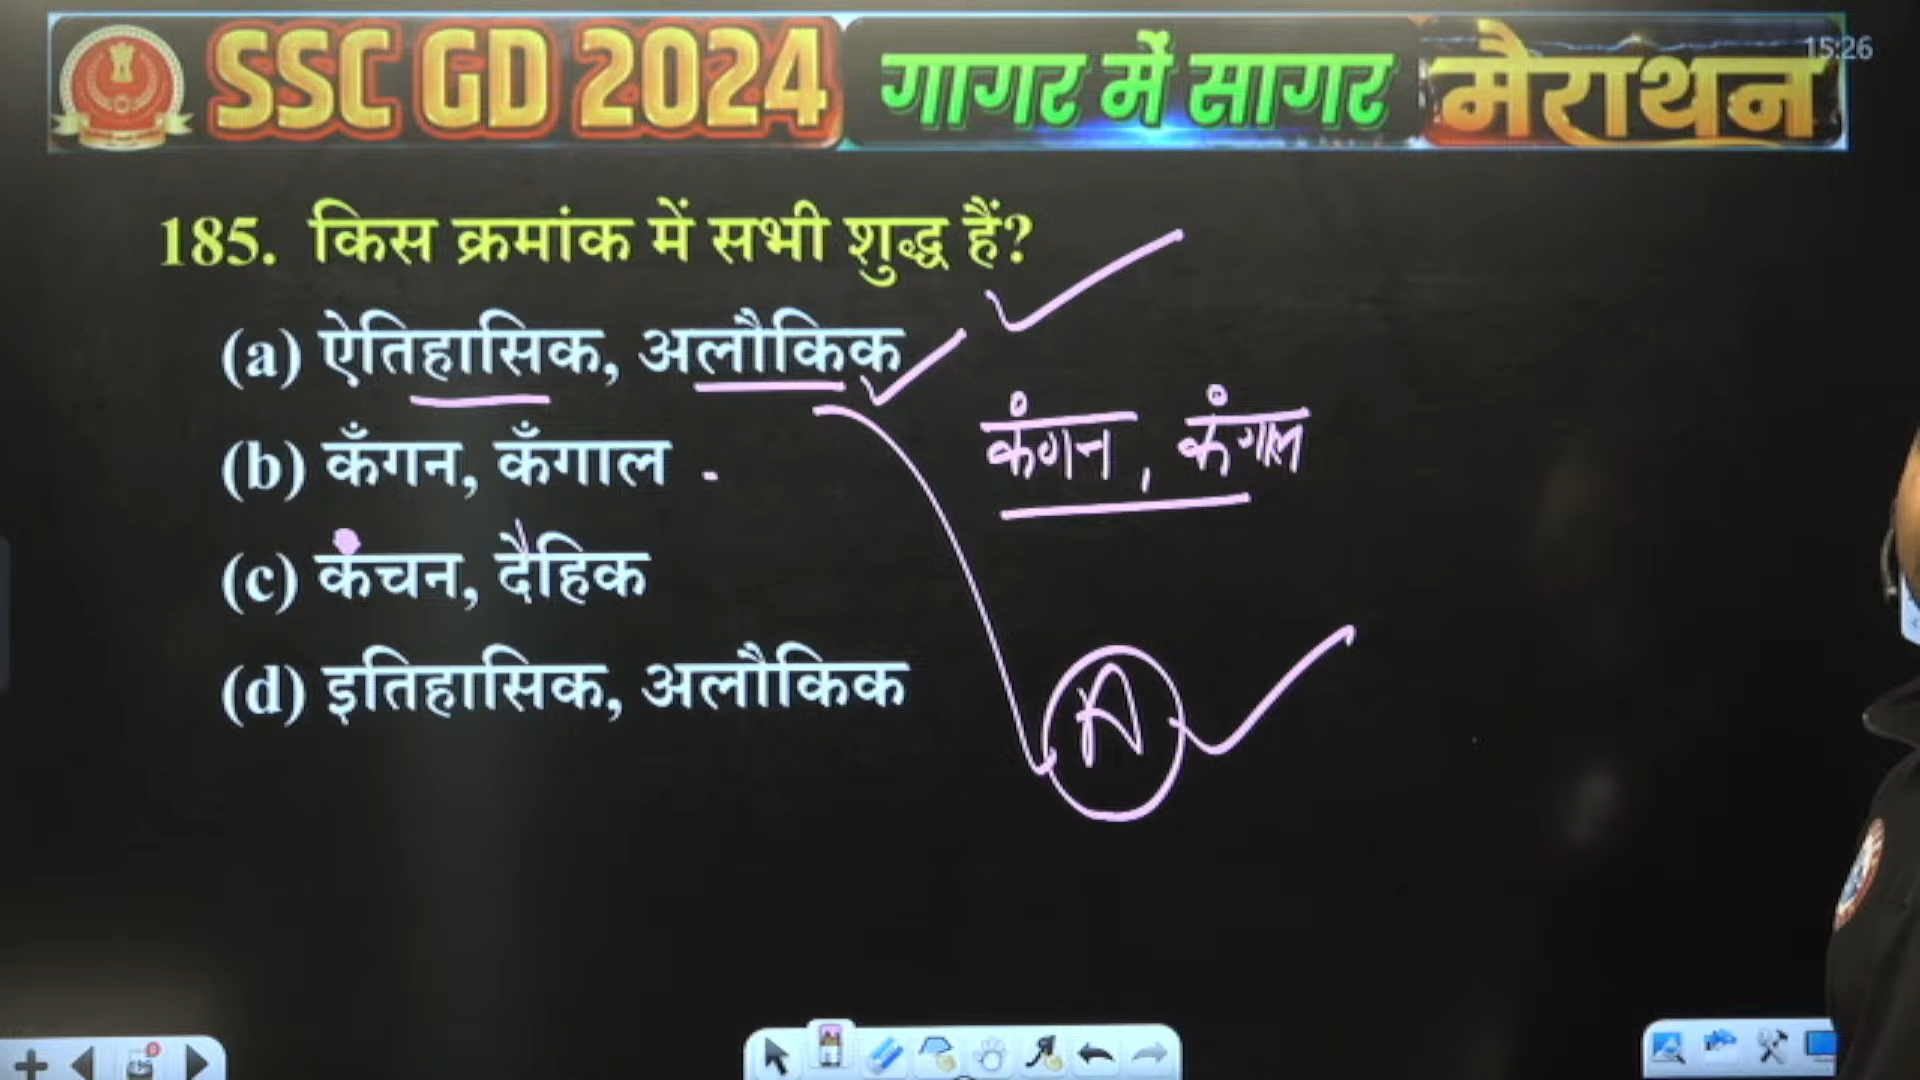 SSC GD 2024 गागर में सागर मैराथन
15:26
185. किस क्रमांक में सभी शुद्ध हैं?
(a) ऐतिहासिक, अलौकिक
(b) कँगन, कँगाल
कंगन, कंगाल
(c) कंचन, दैहिक
(d) इतिहासिक, अलौकिक
A